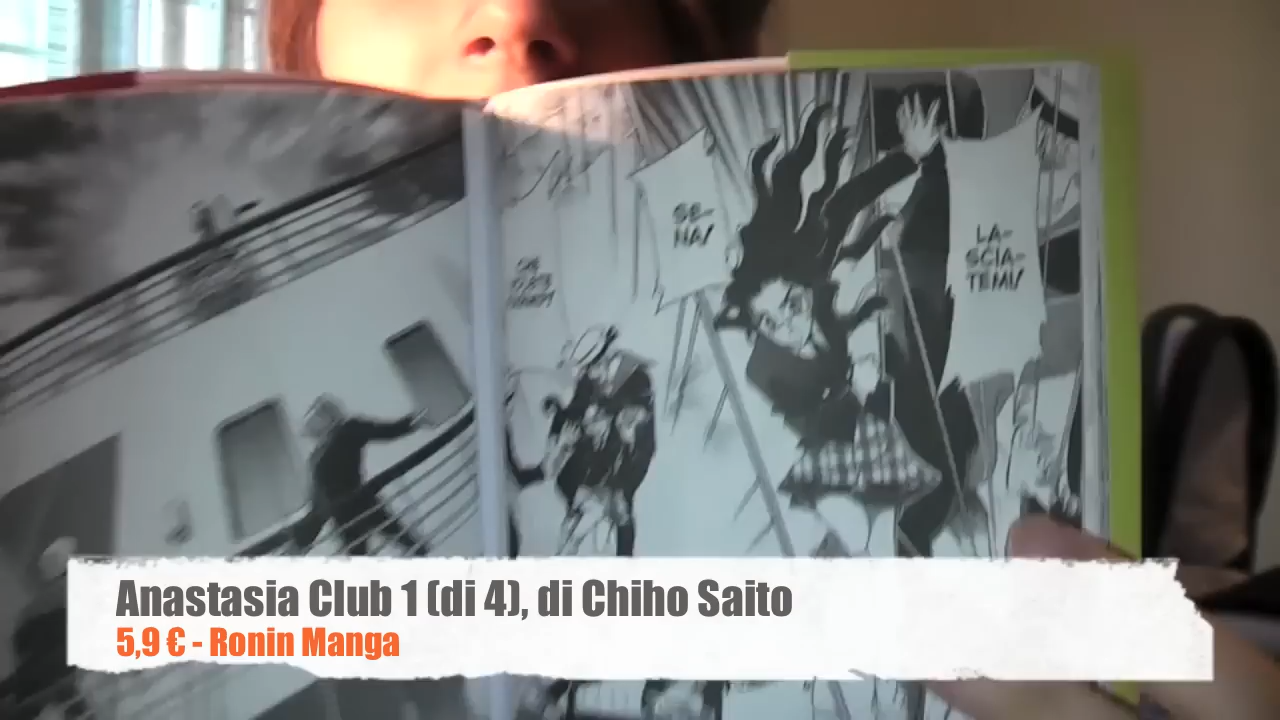 SE-
NA!
LA-
SCIA-
TEMI!
Anastasia Club 1 (di 4), di Chiho Saito
5,9 € - Ronin Manga